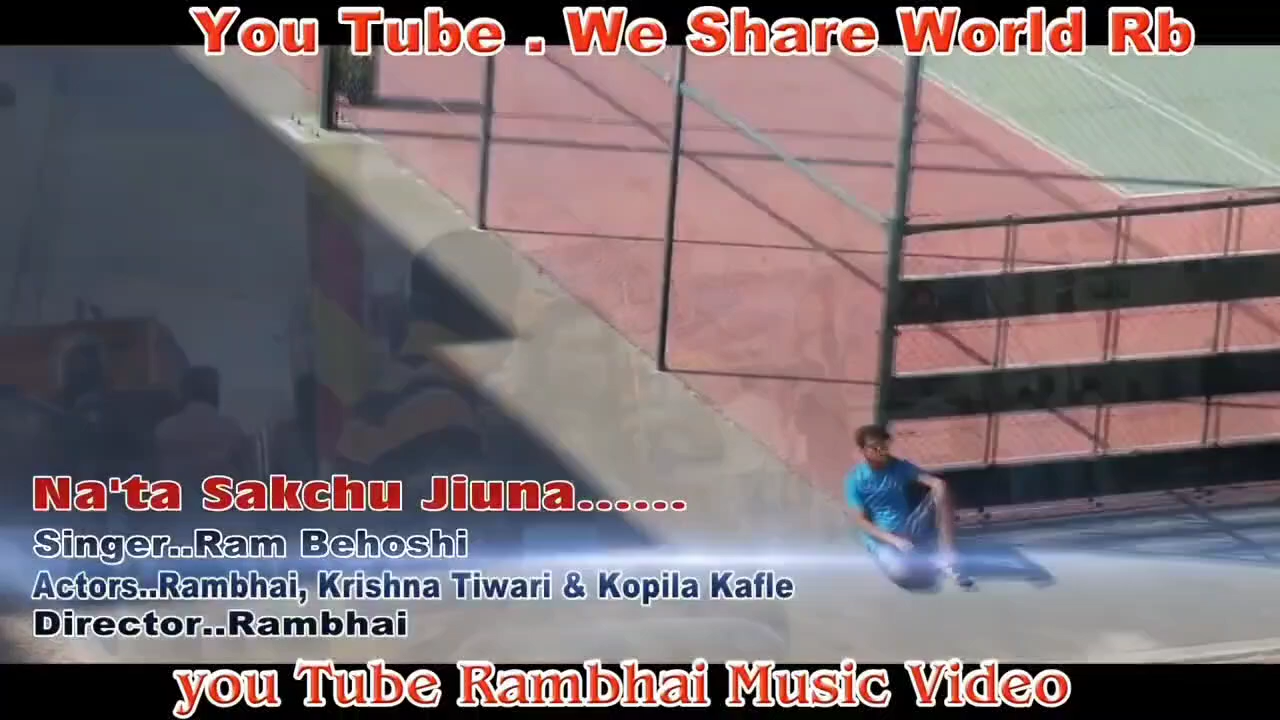 You Tube . We Share World Rb
Na'ta Sakchu Jiuna......
Singer..Ram Behoshi
Actors..Rambhai, Krishna Tiwari & Kopila Kafle
Director..Rambhai
you Tube Rambhai Music Video